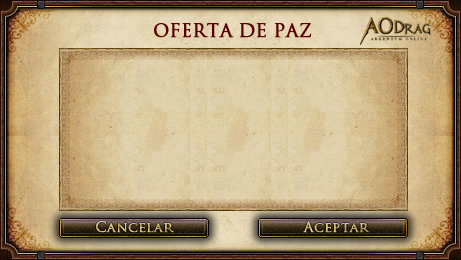 OFERTA DE PAZ
AODRAG
ARGENTUM ONLINE
CANCELAR
ACEPTAR